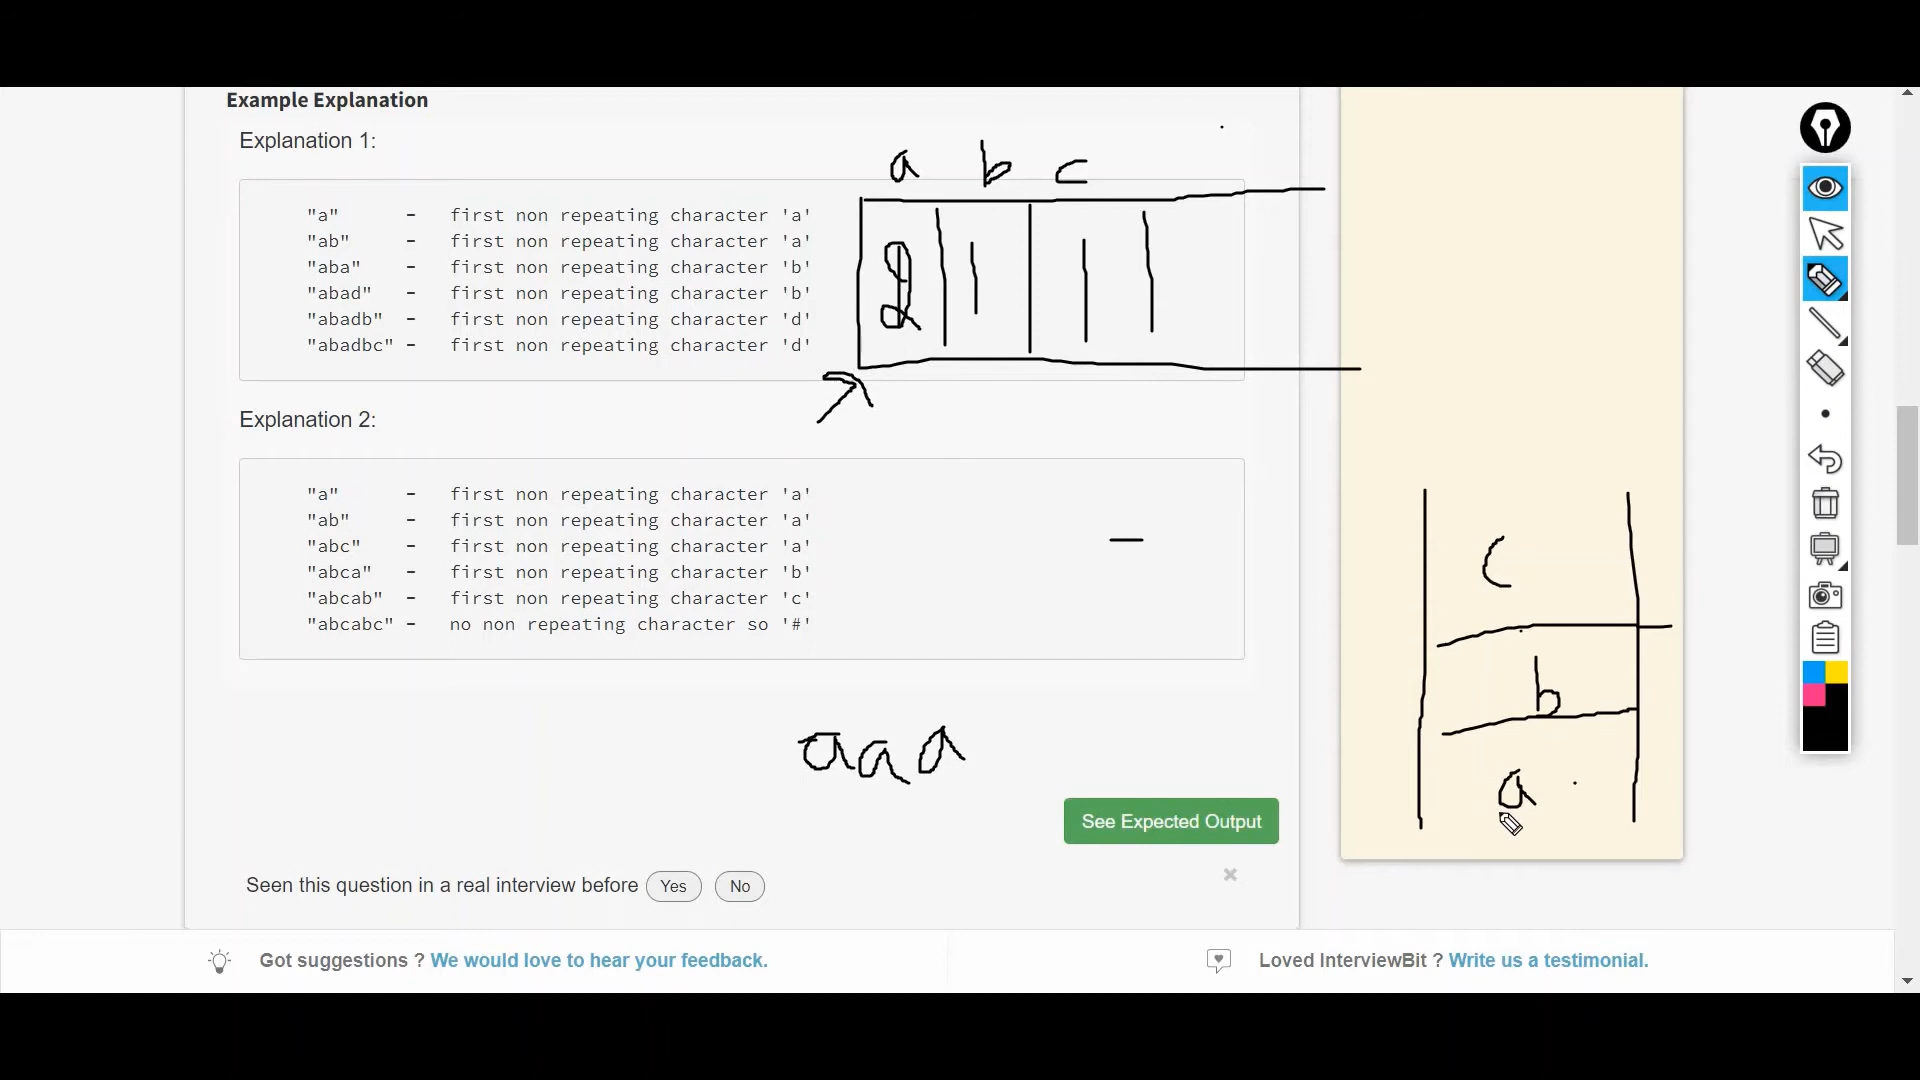 Example Explanation
Explanation 1:
a b c
"a" - first non repeating character 'a'
"ab" - first non repeating character 'a'
"aba" - first non repeating character 'b'
"abad" - first non repeating character 'b'
"abadb" - first non repeating character 'd'
"abadbc" - first non repeating character 'd'
2 1 1
Explanation 2:
"a" - first non repeating character 'a'
"ab" - first non repeating character 'a'
"abc" - first non repeating character 'a'
"abca" - first non repeating character 'b'
"abcab" - first non repeating character 'c'
"abcabc" - no non repeating character so '#'
c
b
a
aaa
See Expected Output
Seen this question in a real interview before Yes No
Got suggestions ? We would love to hear your feedback.
Loved InterviewBit ? Write us a testimonial.